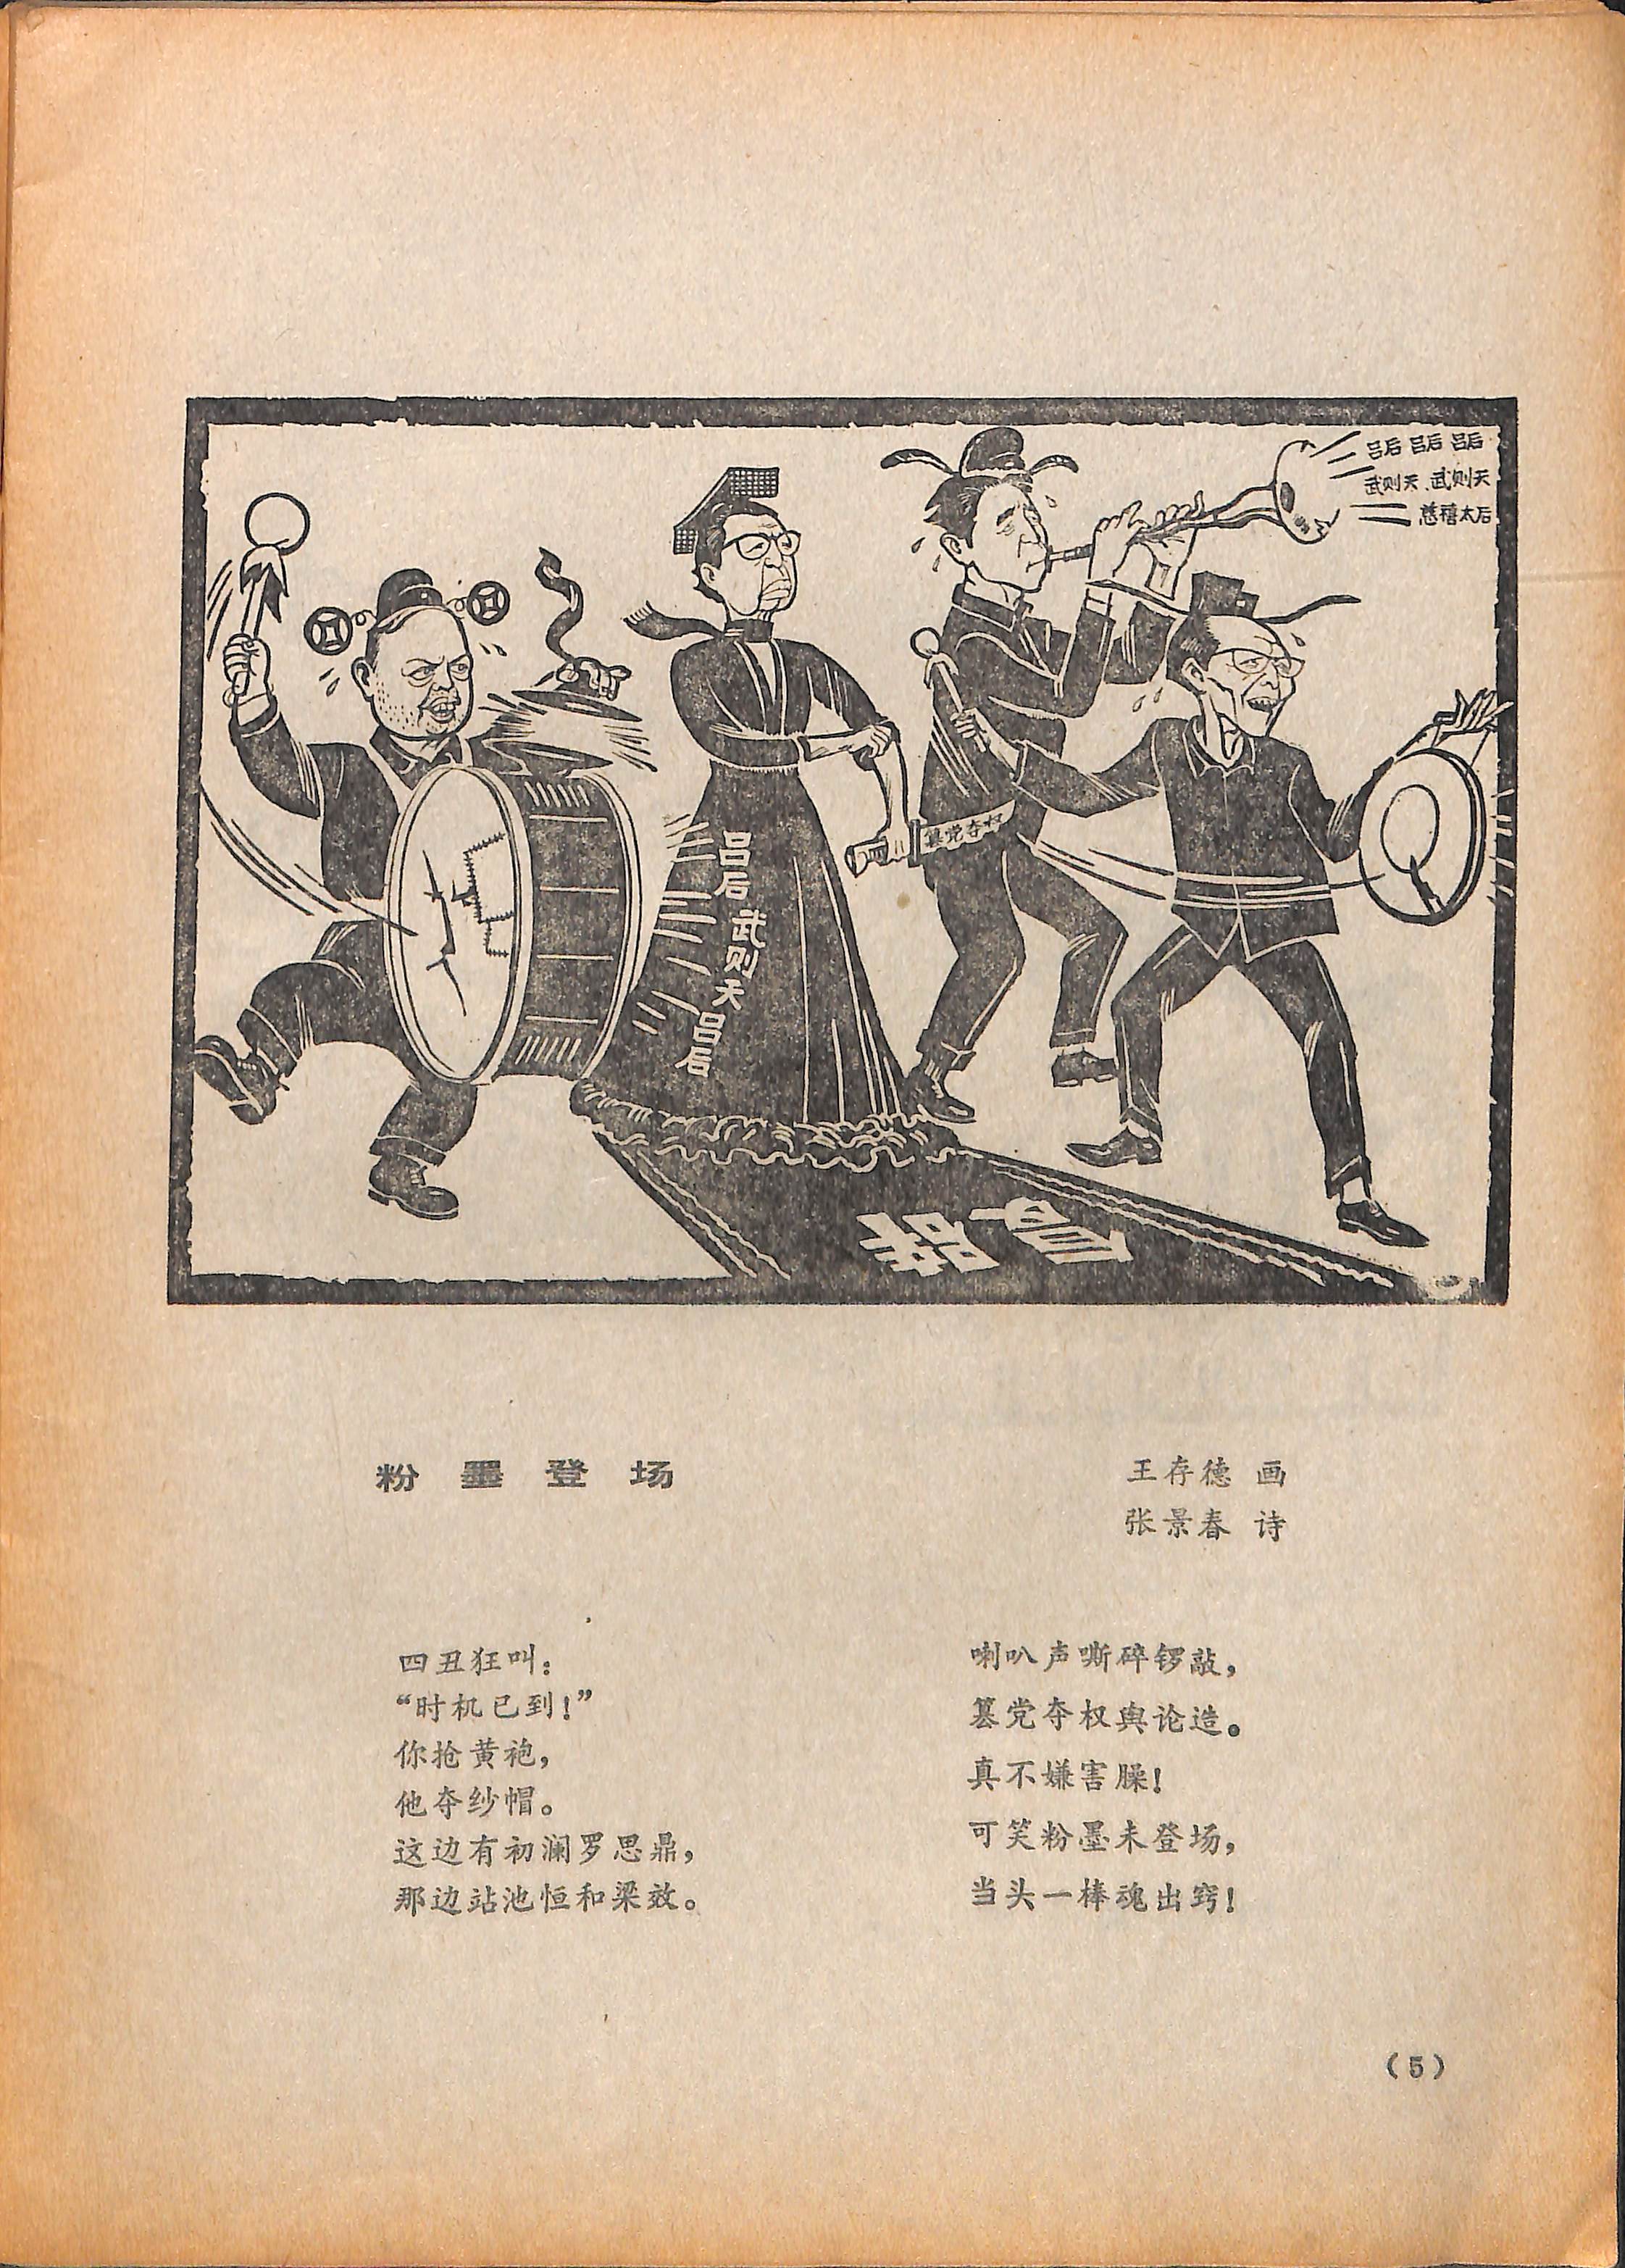 吕后 吕后 吕后
武则天、武则天
慈禧太后
篡党夺权
吕后 武则天 吕后
粉墨登场
王存德 画
张景春 诗
四丑狂叫:
“时机已到!”
你抢黄袍,
他夺纱帽。
这边有初澜罗思鼎,
那边站池恒和梁效。
喇叭声嘶碎锣敲,
篡党夺权舆论造。
真不嫌害臊!
可笑粉墨未登场,
当头一棒魂出窍!
(5)